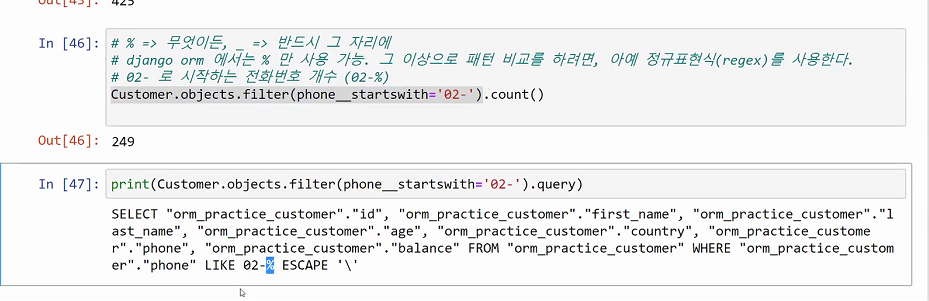 Out[45]: 425
In [46]: # % => 무엇이든, _ => 반드시 그 자리에
# django orm 에서는 % 만 사용 가능. 그 이상으로 패턴 비교를 하려면, 아예 정규표현식(regex)를 사용한다.
# 02- 로 시작하는 전화번호 개수 (02-%)
Customer.objects.filter(phone__startswith='02-').count()
Out[46]: 249
In [47]: print(Customer.objects.filter(phone__startswith='02-').query)
SELECT "orm_practice_customer"."id", "orm_practice_customer"."first_name", "orm_practice_customer"."l
ast_name", "orm_practice_customer"."age", "orm_practice_customer"."country", "orm_practice_custome
r"."phone", "orm_practice_customer"."balance" FROM "orm_practice_customer" WHERE "orm_practice_custom
er"."phone" LIKE 02-% ESCAPE '\'